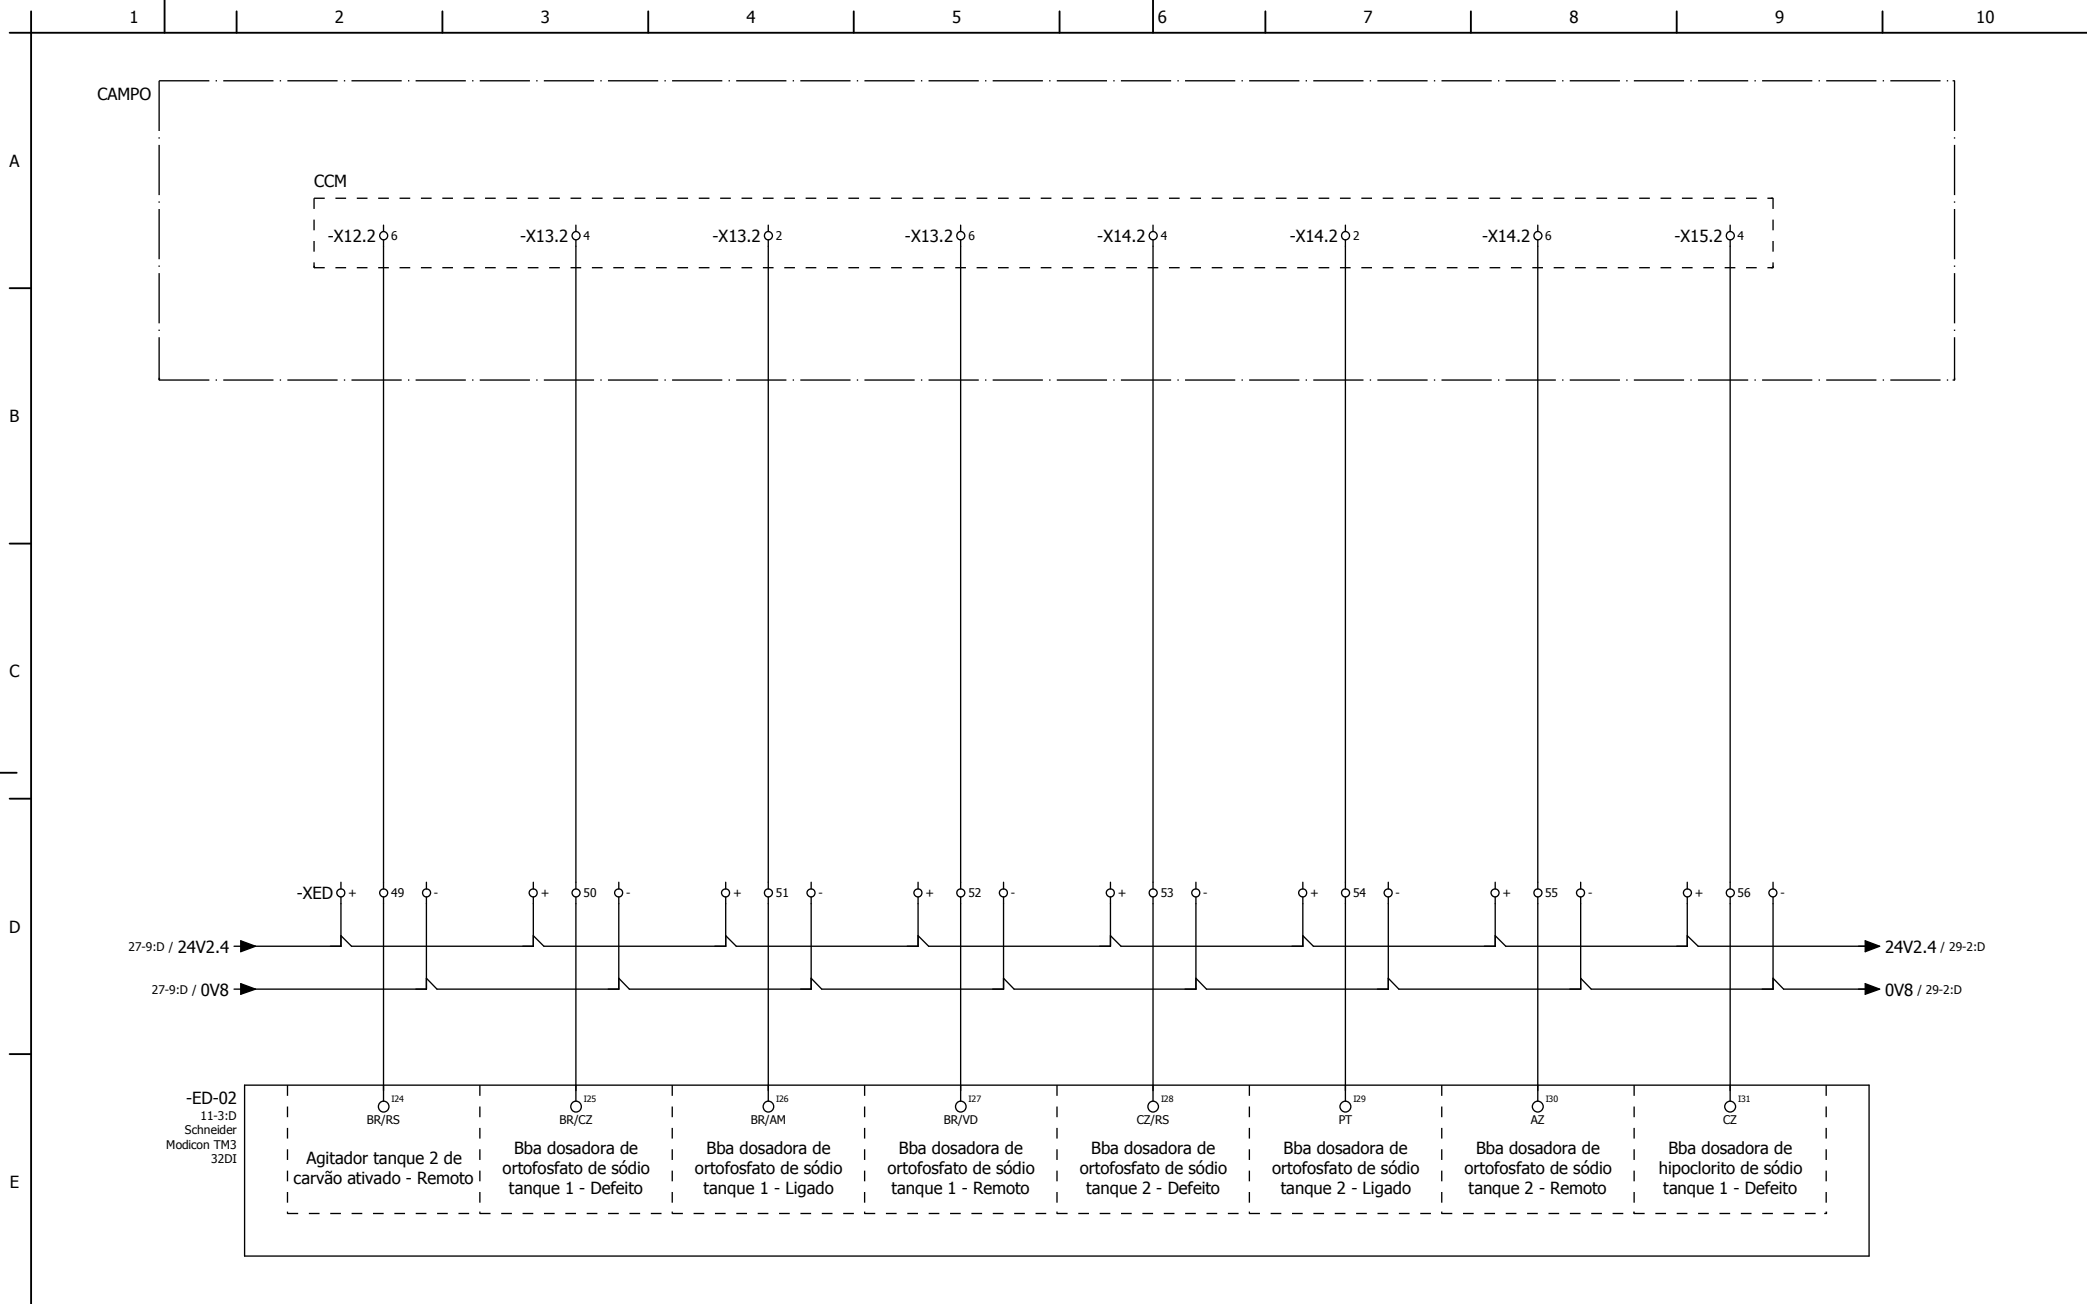 1 2 3 4 5 6 7 8 9 10
CAMPO
A
CCM
-X12.2 6 -X13.2 4 -X13.2 2 -X13.2 6 -X14.2 4 -X14.2 2 -X14.2 6 -X15.2 4
B
C
-XED + 49 - + 50 - + 51 - + 52 - + 53 - + 54 - + 55 - + 56 -
D
27-9:D / 24V2.4 24V2.4 / 29-2:D
27-9:D / 0V8 0V8 / 29-2:D
-ED-02
11-3:D
Schneider
Modicon TM3
32DI
E
I24
BR/RS
Agitador tanque 2 de
carvão ativado - Remoto
I25
BR/CZ
Bba dosadora de
ortofosfato de sódio
tanque 1 - Defeito
I26
BR/AM
Bba dosadora de
ortofosfato de sódio
tanque 1 - Ligado
I27
BR/VD
Bba dosadora de
ortofosfato de sódio
tanque 1 - Remoto
I28
CZ/RS
Bba dosadora de
ortofosfato de sódio
tanque 2 - Defeito
I29
PT
Bba dosadora de
ortofosfato de sódio
tanque 2 - Ligado
I30
AZ
Bba dosadora de
ortofosfato de sódio
tanque 2 - Remoto
I31
CZ
Bba dosadora de
hipoclorito de sódio
tanque 1 - Defeito